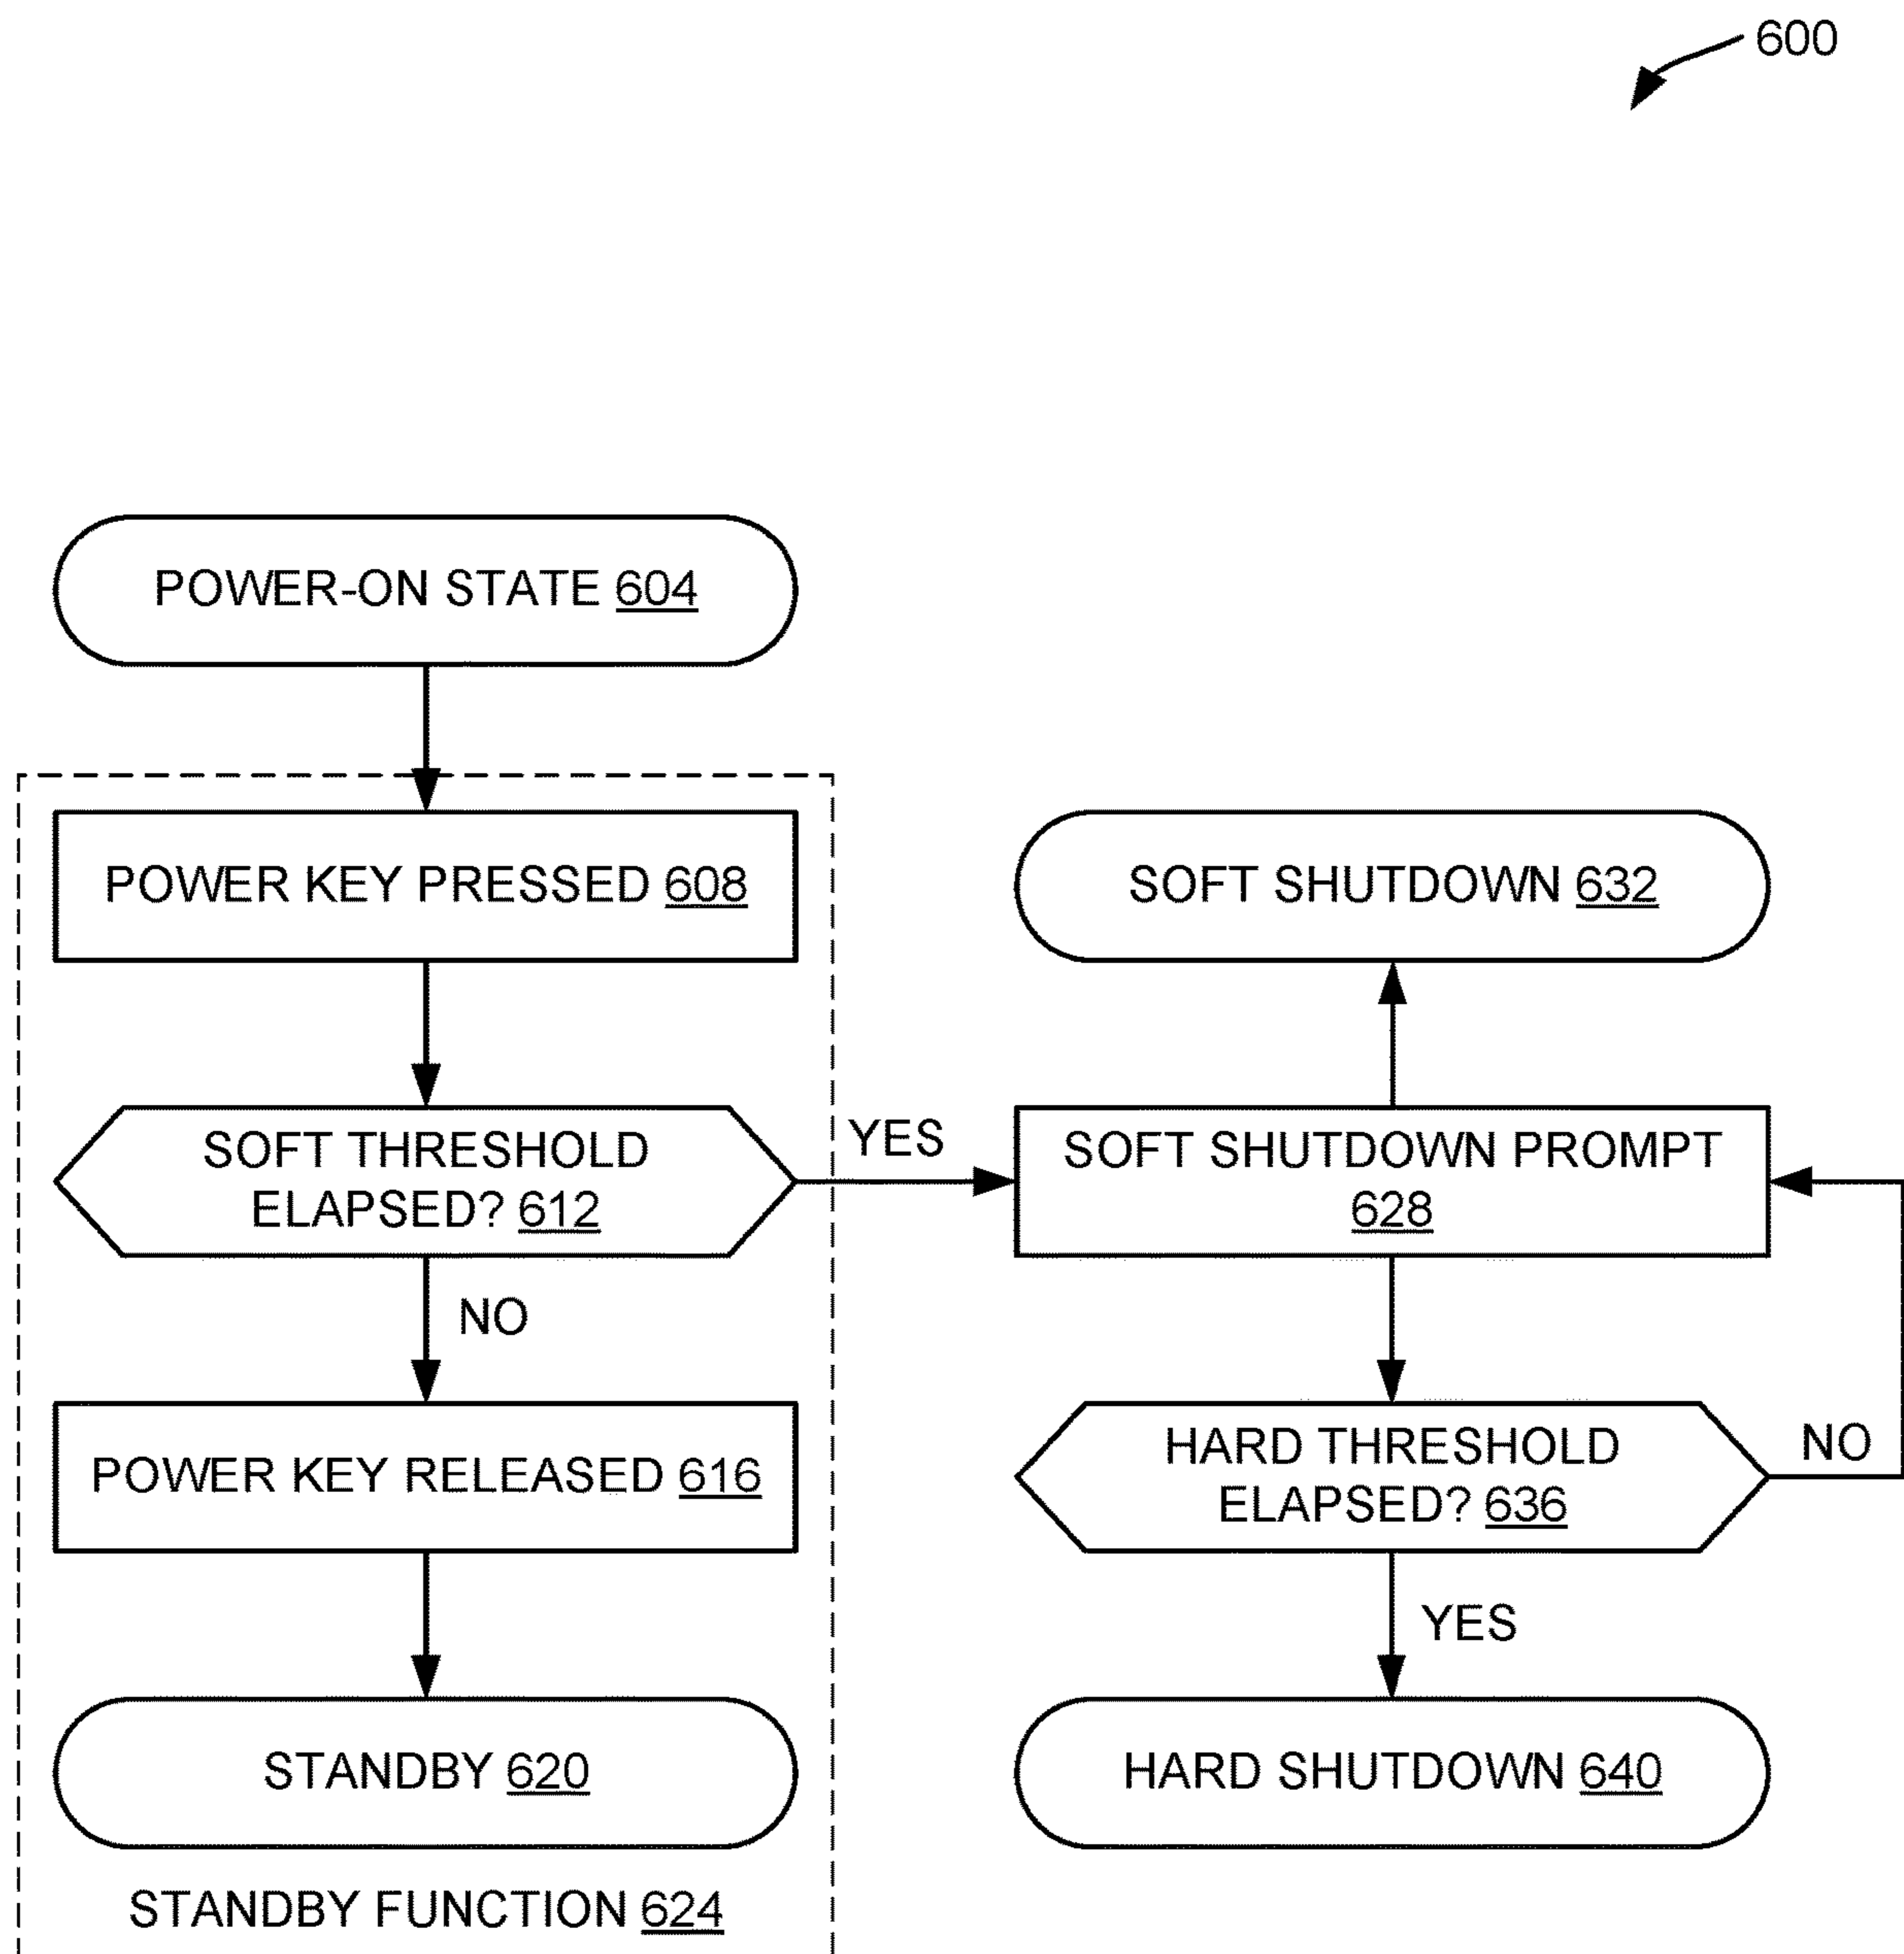 600
POWER-ON STATE 604
POWER KEY PRESSED 608
SOFT THRESHOLD
ELAPSED? 612
YES
NO
POWER KEY RELEASED 616
STANDBY 620
STANDBY FUNCTION 624
SOFT SHUTDOWN 632
SOFT SHUTDOWN PROMPT
628
HARD THRESHOLD
ELAPSED? 636
NO
YES
HARD SHUTDOWN 640